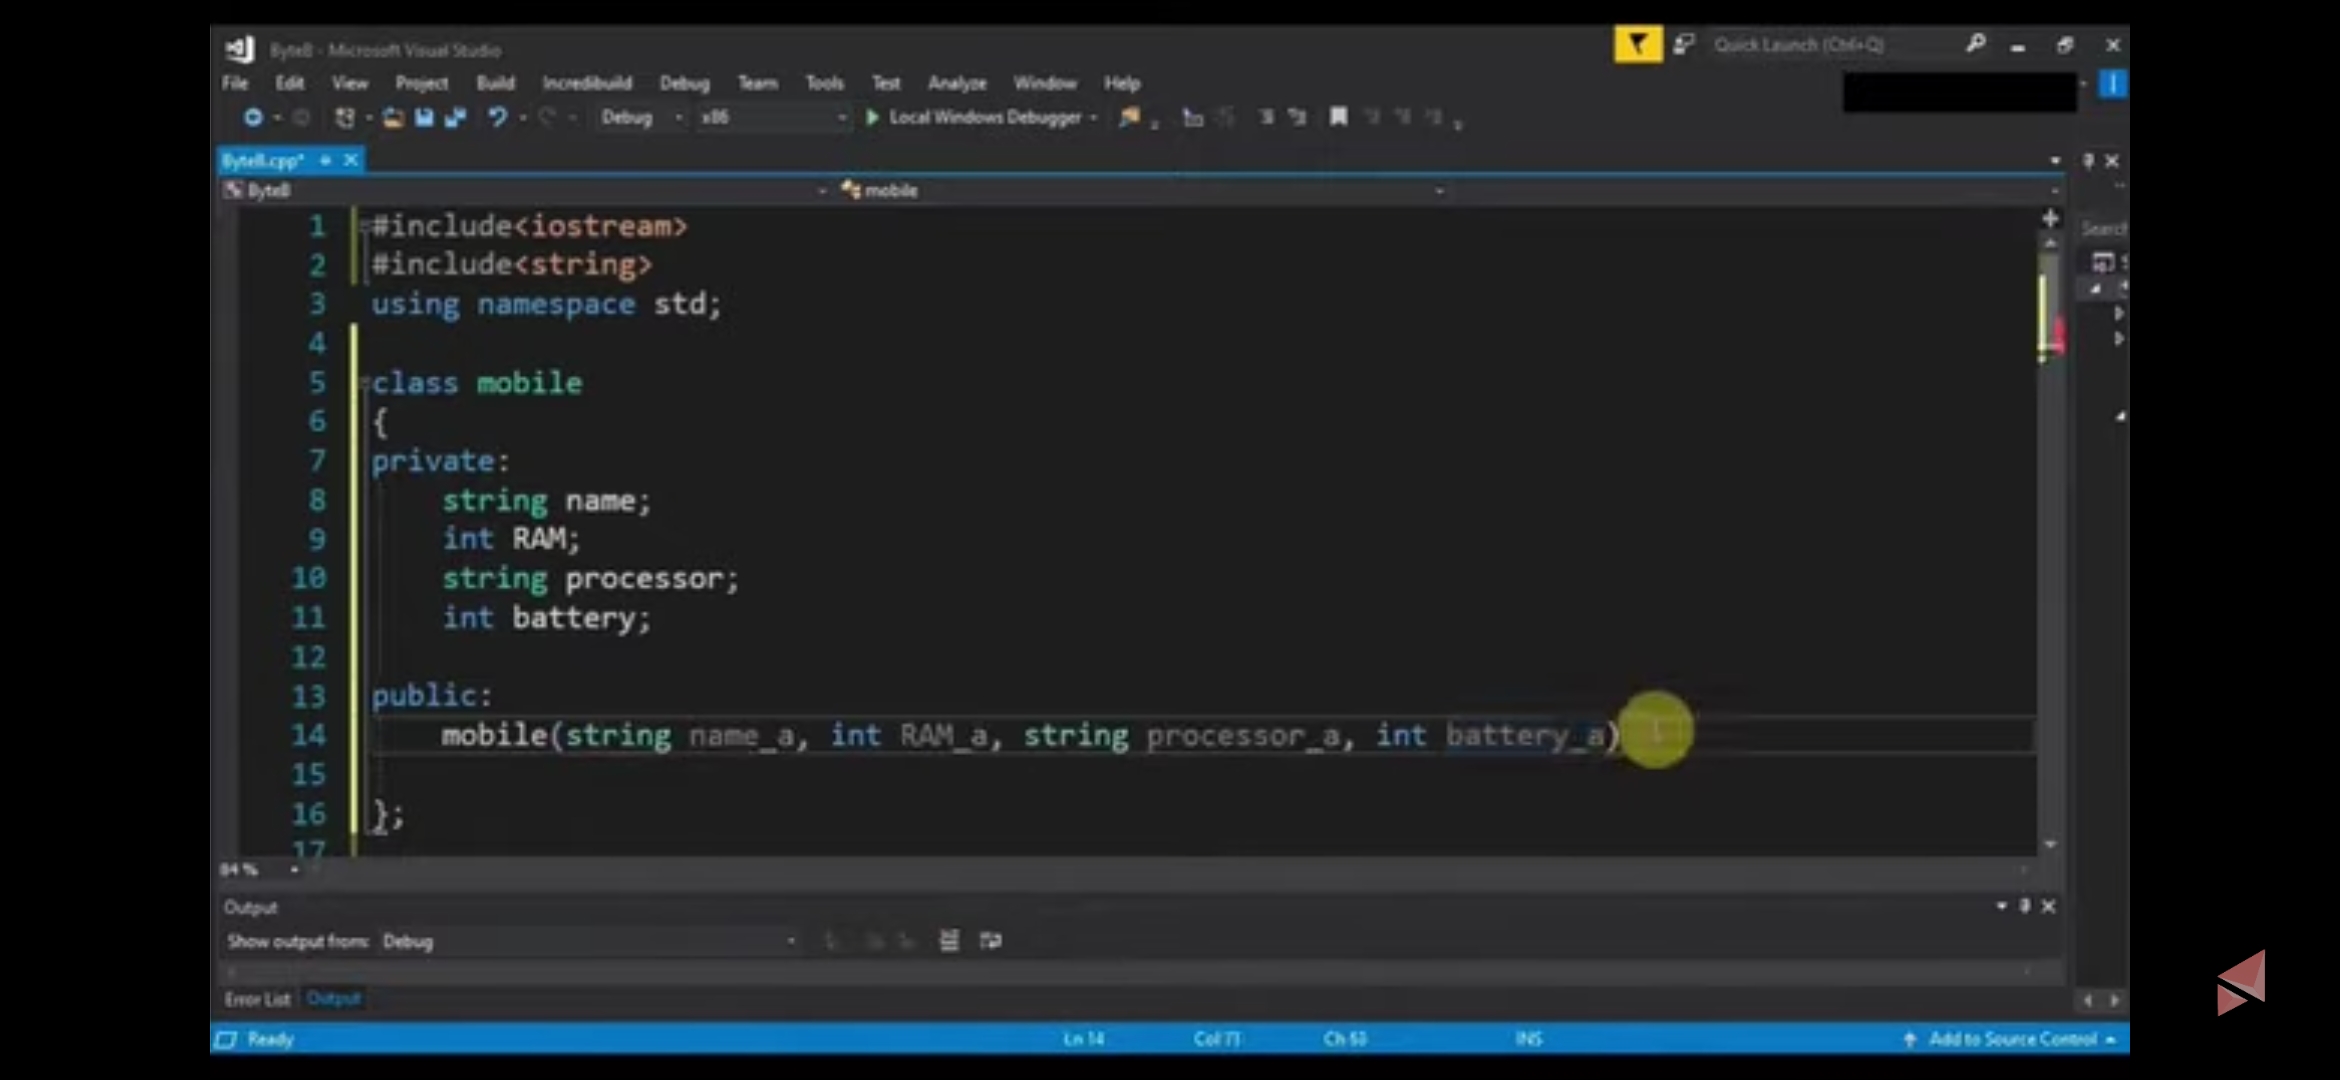 Byte8 - Microsoft Visual Studio
Quick Launch (Ctrl+Q)
File Edit View Project Build Incredibuild Debug Team Tools Test Analyze Window Help
Debug x86 Local Windows Debugger
Byte8.cpp*
Byte8 mobile
1 #include<iostream>
2 #include<string>
3 using namespace std;
4
5 class mobile
6 {
7 private:
8 string name;
9 int RAM;
10 string processor;
11 int battery;
12
13 public:
14 mobile(string name_a, int RAM_a, string processor_a, int battery_a)
15
16 };
17
Search
84 %
Output
Show output from: Debug
Error List Output
Ready Ln 14 Col 71 Ch 53 INS Add to Source Control